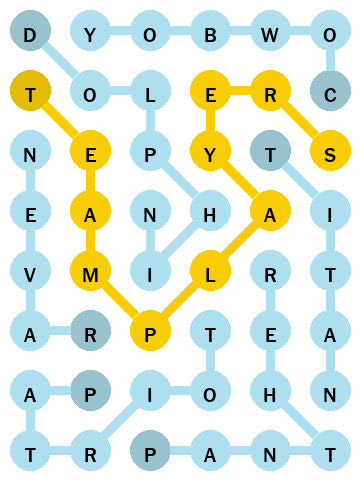 D Y O B W O
T O L E R C
N E P Y T S
E A N H A I
V M I L R T
A R P T E A
A P I O H N
T R P A N T